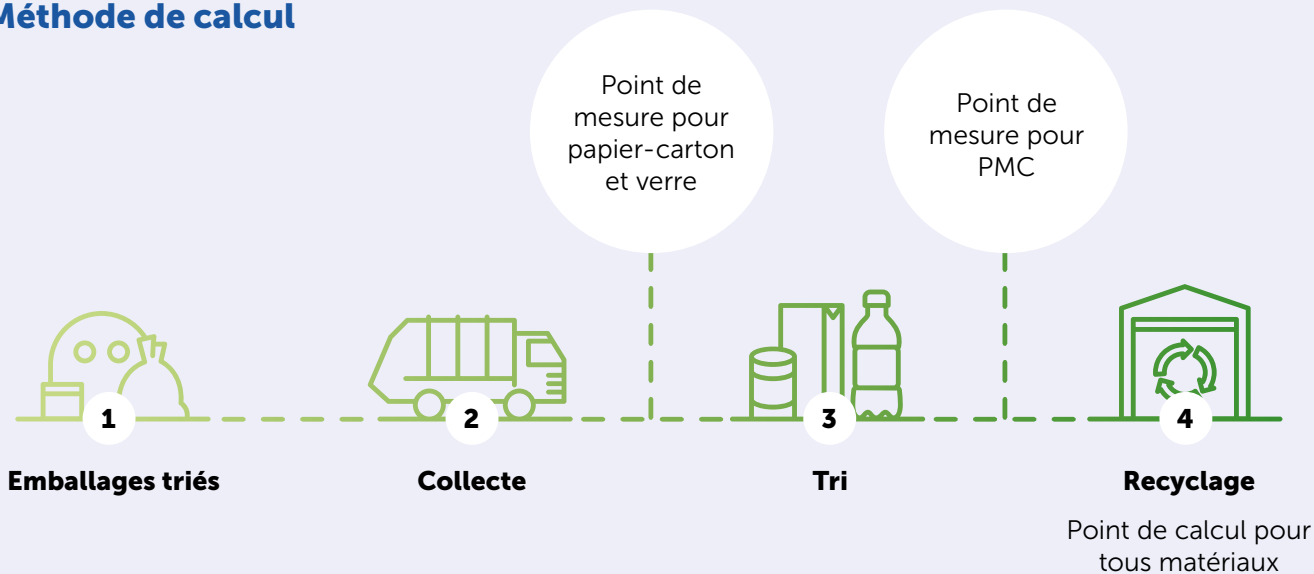 Méthode de calcul
Point de
mesure pour
papier-carton
et verre
Point de
mesure pour
PMC
1
2
3
4
Emballages triés
Collecte
Tri
Recyclage
Point de calcul pour
tous matériaux